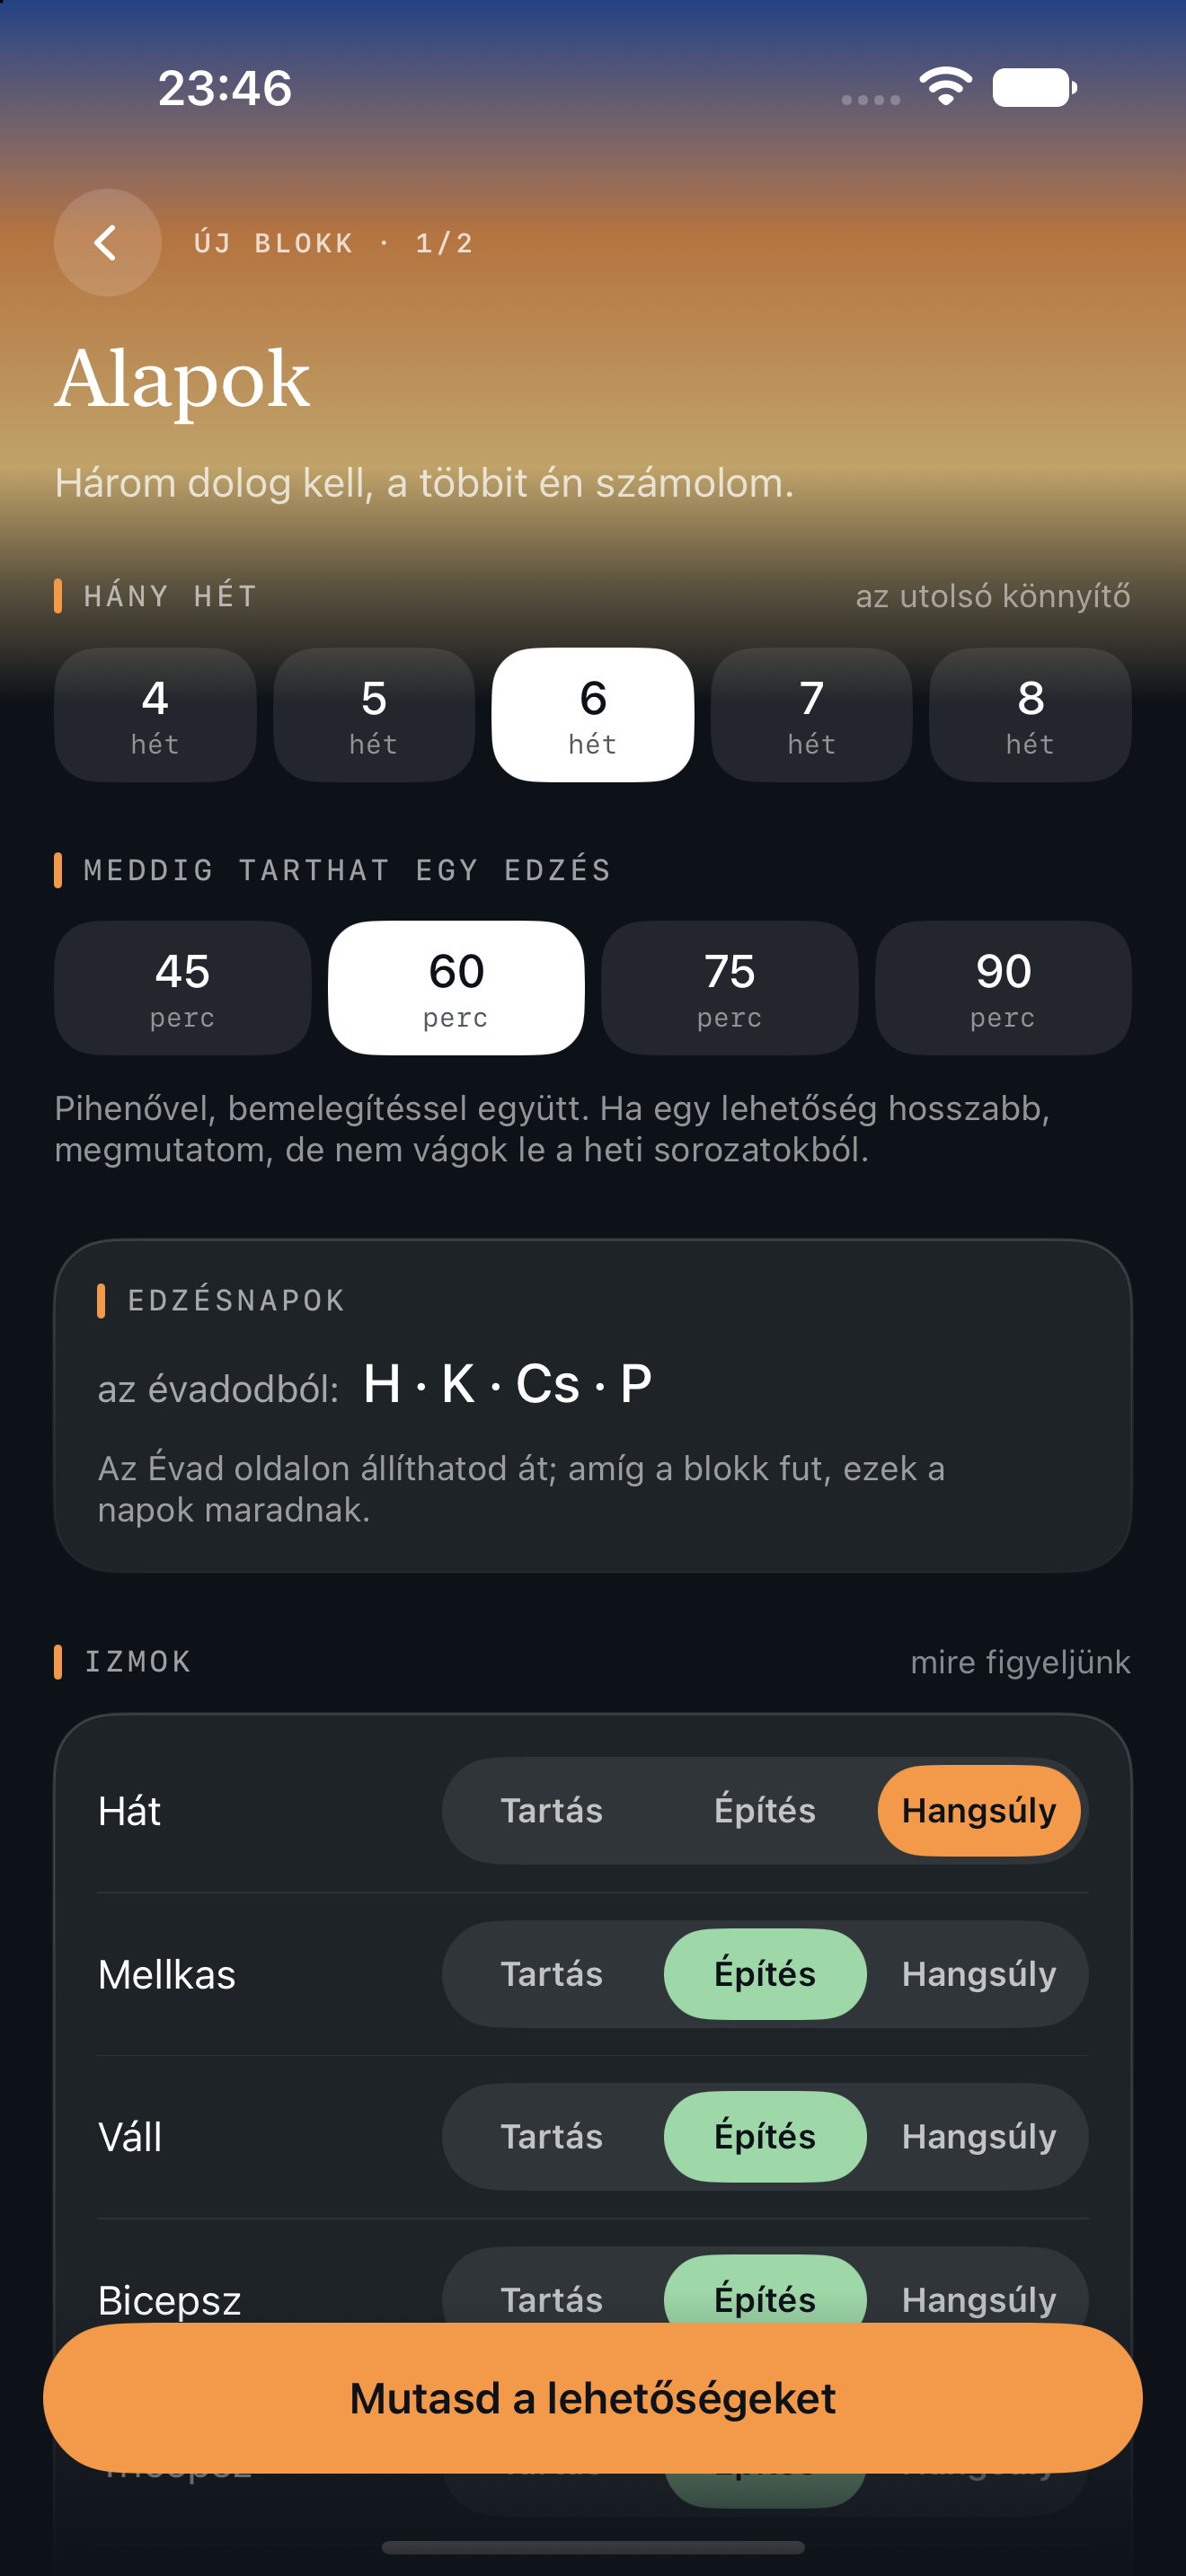 23:46
ÚJ BLOKK · 1/2
Alapok
Három dolog kell, a többit én számolom.
HÁNY HÉT
az utolsó könnyítő
4 5 6 7 8
hét hét hét hét hét
MEDDIG TARTHAT EGY EDZÉS
45 60 75 90
perc perc perc perc
Pihenővel, bemelegítéssel együtt. Ha egy lehetőség hosszabb,
megmutatom, de nem vágok le a heti sorozatokból.
EDZÉSNAPOK
az évadodból: H · K · Cs · P
Az Évad oldalon állíthatod át; amíg a blokk fut, ezek a
napok maradnak.
IZMOK
mire figyeljünk
Hát Tartás Építés Hangsúly
Mellkas Tartás Építés Hangsúly
Váll Tartás Építés Hangsúly
Bicepsz Tartás Építés Hangsúly
Mutasd a lehetőségeket